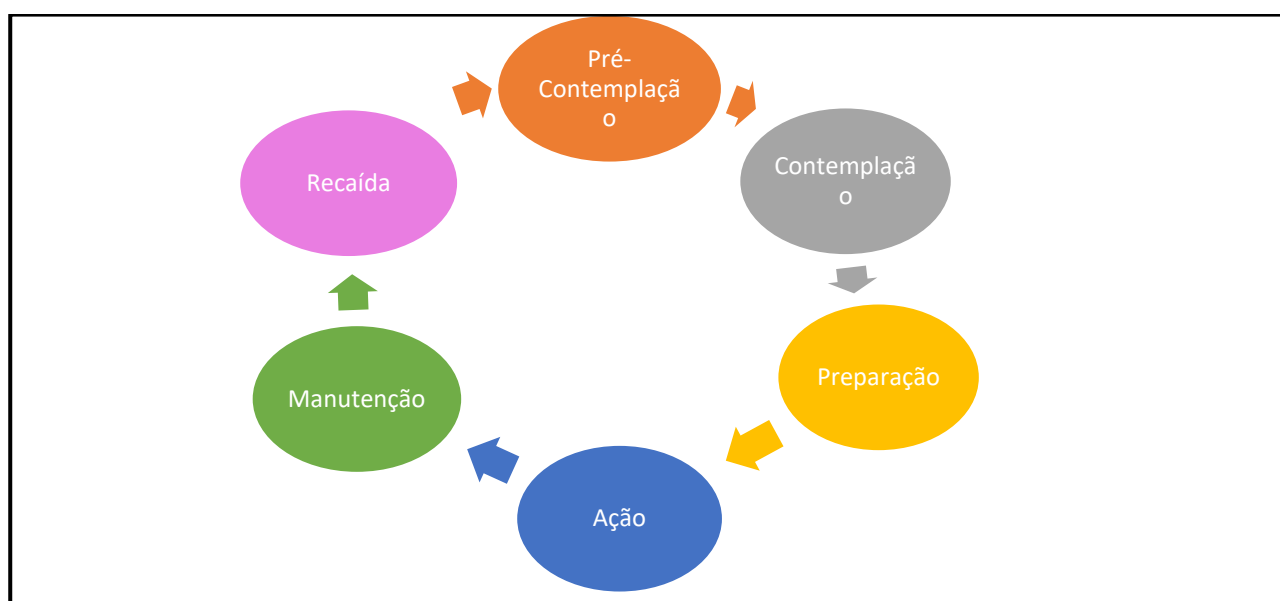 Pré-
Contemplaçã
o
Contemplaçã
o
Preparação
Ação
Manutenção
Recaída